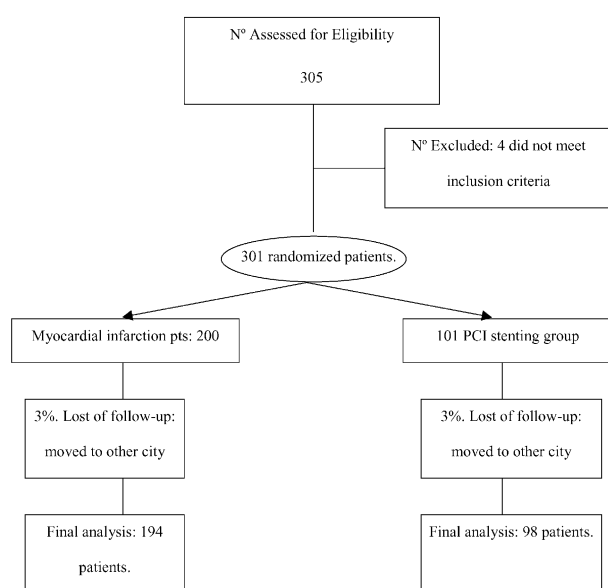 Nº Assessed for Eligibility
305
Nº Excluded: 4 did not meet
inclusion criteria
301 randomized patients.
Myocardial infarction pts: 200
101 PCI stenting group
3%. Lost of follow-up:
moved to other city
3%. Lost of follow-up:
moved to other city
Final analysis: 194
patients.
Final analysis: 98 patients.